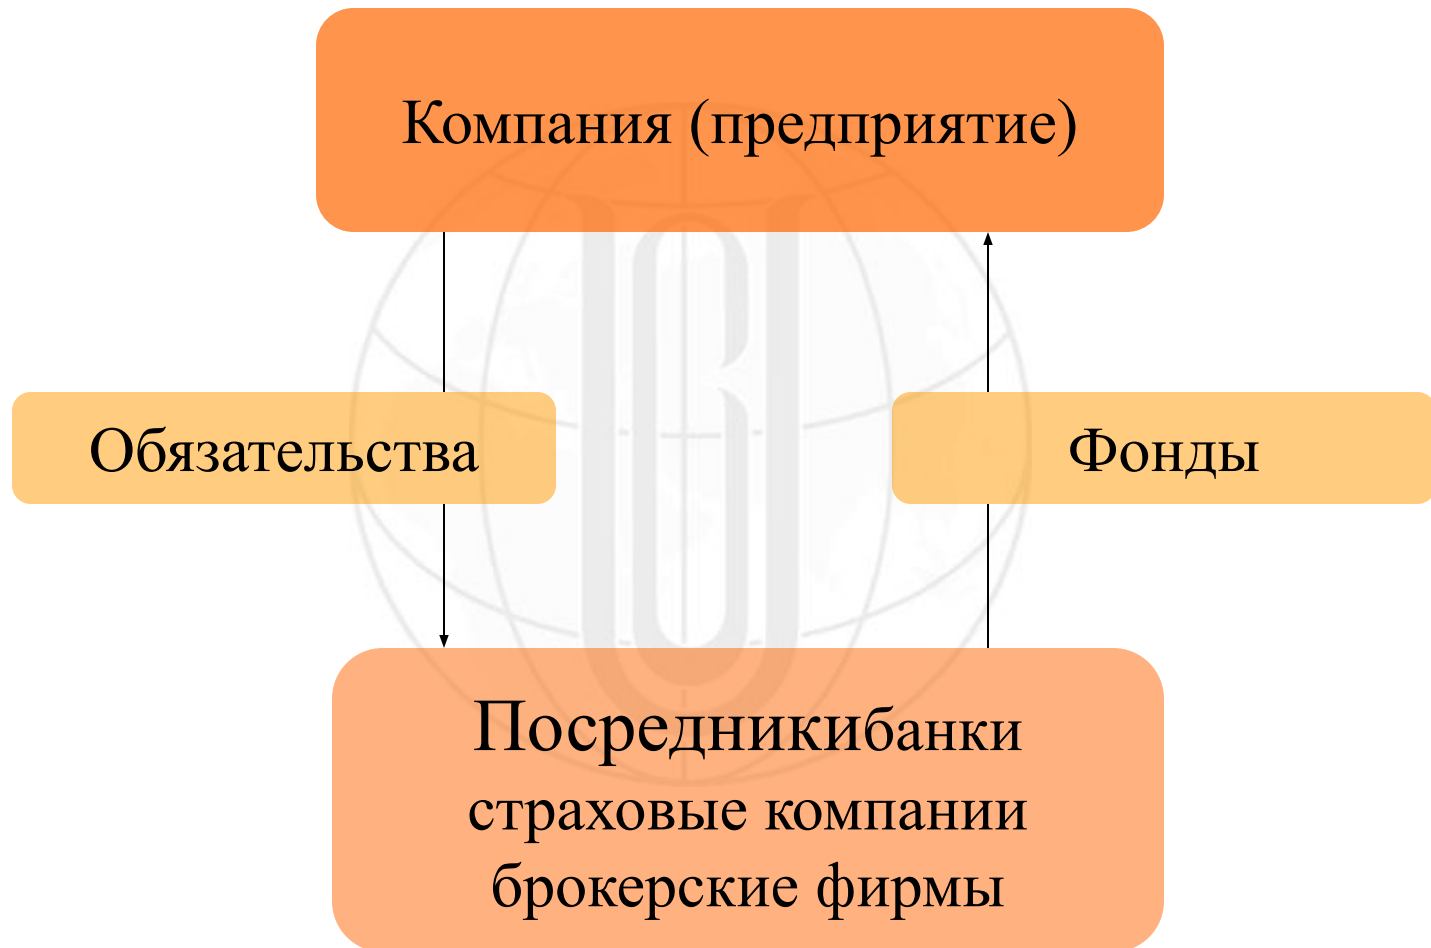 Компания (предприятие)
Обязательства
Фонды
Посредникибанки
страховые компании
брокерские фирмы